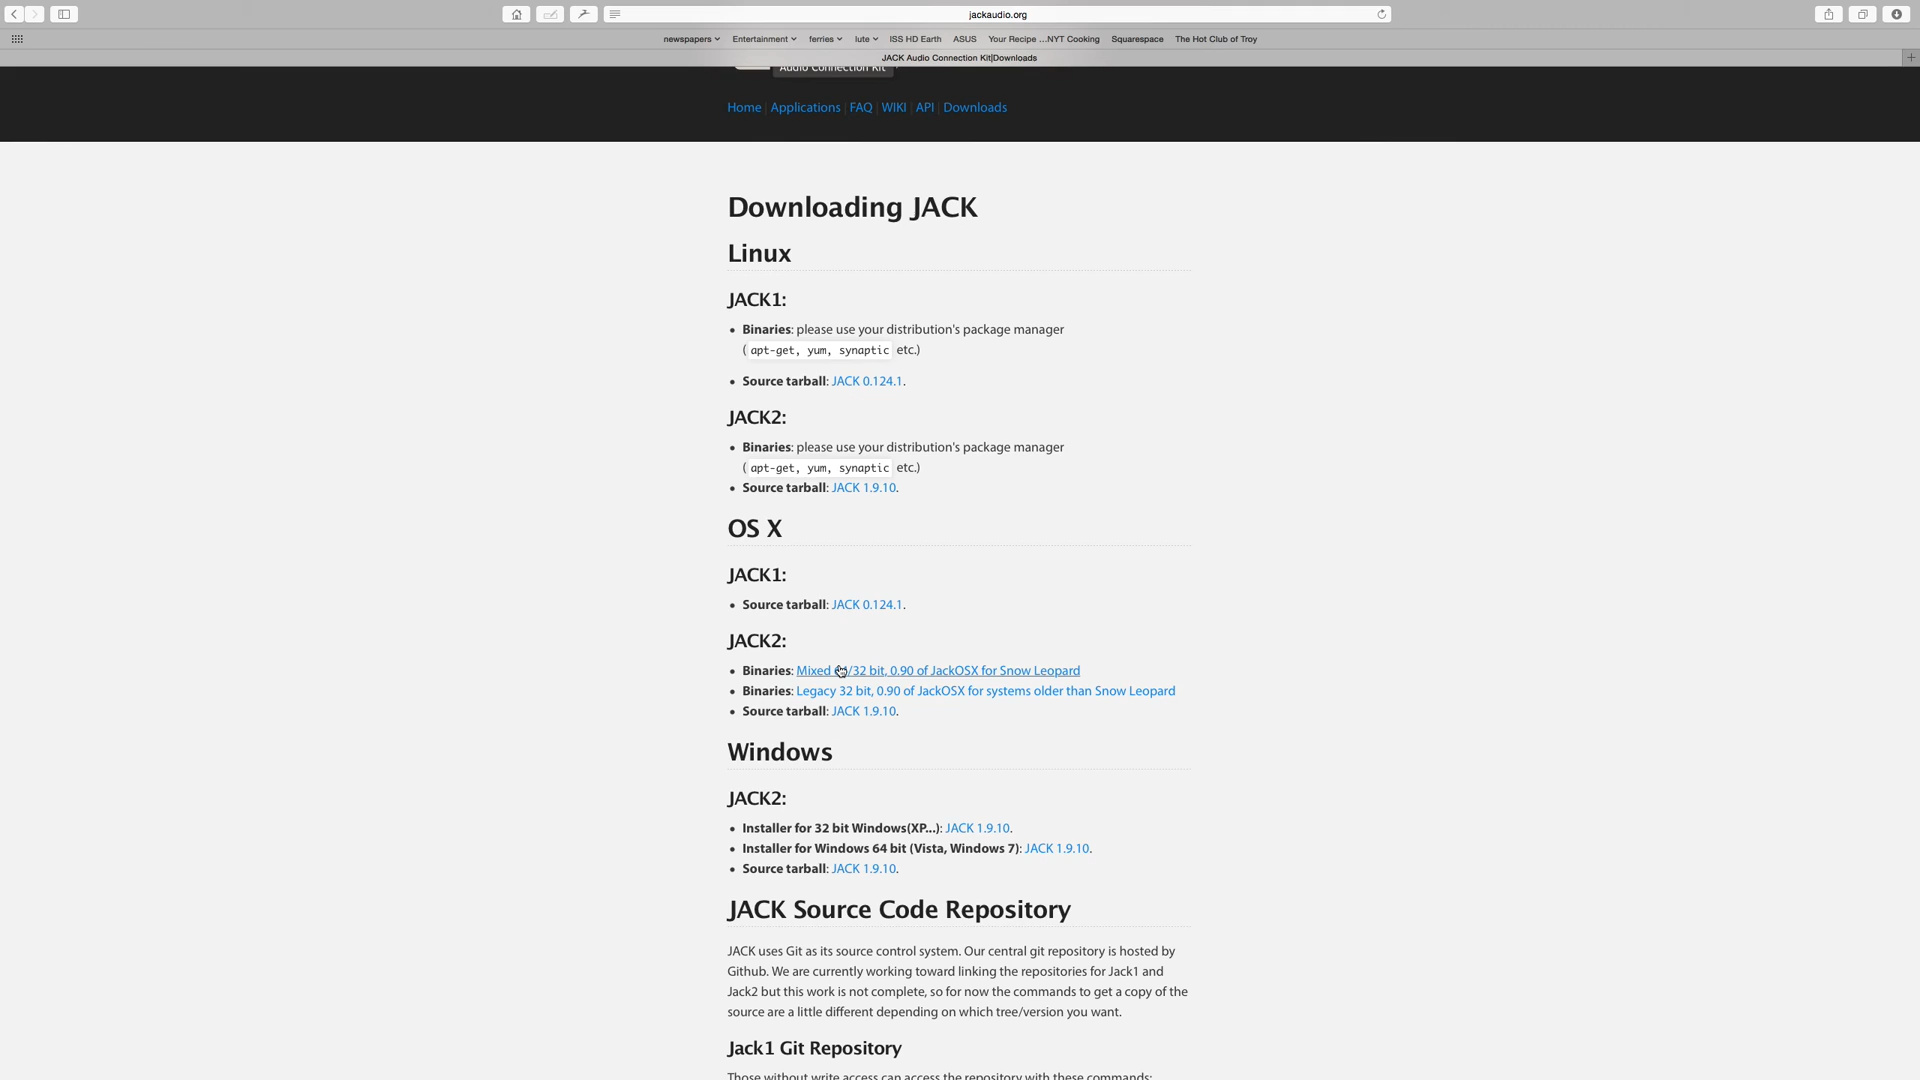 jackaudio.org
newspapers Entertainment ferries lute ISS HD Earth ASUS Your Recipe ...NYT Cooking Squarespace The Hot Club of Troy
JACK Audio Connection Kit|Downloads
Audio Connection Kit
Home | Applications | FAQ | WIKI | API | Downloads
Downloading JACK
Linux
JACK1:
• Binaries: please use your distribution's package manager
( apt-get, yum, synaptic etc.)
• Source tarball: JACK 0.124.1.
JACK2:
• Binaries: please use your distribution's package manager
( apt-get, yum, synaptic etc.)
• Source tarball: JACK 1.9.10.
OS X
JACK1:
• Source tarball: JACK 0.124.1.
JACK2:
• Binaries: Mixed /32 bit, 0.90 of JackOSX for Snow Leopard
• Binaries: Legacy 32 bit, 0.90 of JackOSX for systems older than Snow Leopard
• Source tarball: JACK 1.9.10.
Windows
JACK2:
• Installer for 32 bit Windows(XP...): JACK 1.9.10.
• Installer for Windows 64 bit (Vista, Windows 7): JACK 1.9.10.
• Source tarball: JACK 1.9.10.
JACK Source Code Repository
JACK uses Git as its source control system. Our central git repository is hosted by
Github. We are currently working toward linking the repositories for Jack1 and
Jack2 but this work is not complete, so for now the commands to get a copy of the
source are a little different depending on which tree/version you want.
Jack1 Git Repository
Those without write access can access the repository with these commands: